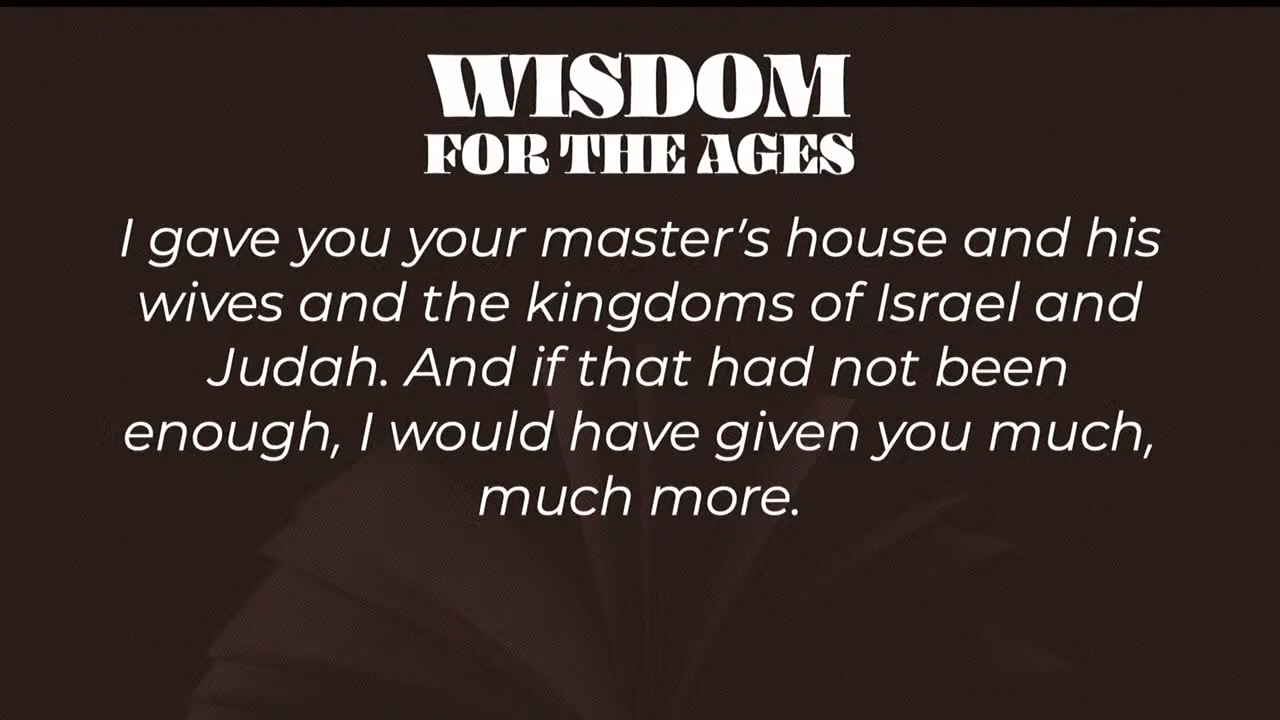 WISDOM
FOR THE AGES
I gave you your master's house and his
wives and the kingdoms of Israel and
Judah. And if that had not been
enough, I would have given you much,
much more.